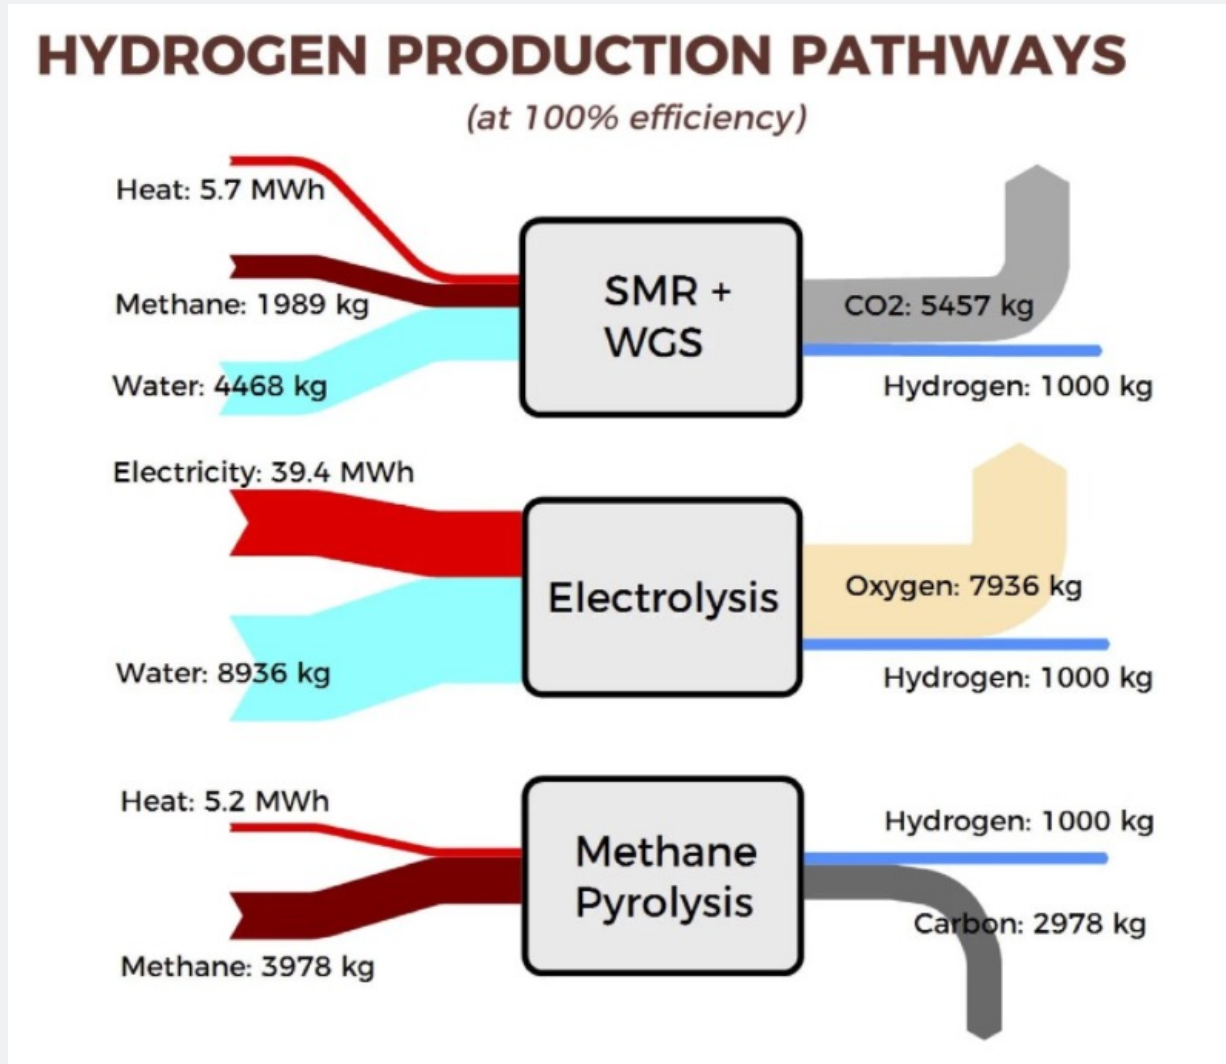 HYDROGEN PRODUCTION PATHWAYS
(at 100% efficiency)
Heat: 5.7 MWh
Methane: 1989 kg
Water: 4468 kg
SMR +
WGS
CO2: 5457 kg
Hydrogen: 1000 kg
Electricity: 39.4 MWh
Water: 8936 kg
Electrolysis
Oxygen: 7936 kg
Hydrogen: 1000 kg
Heat: 5.2 MWh
Methane: 3978 kg
Methane
Pyrolysis
Hydrogen: 1000 kg
Carbon: 2978 kg